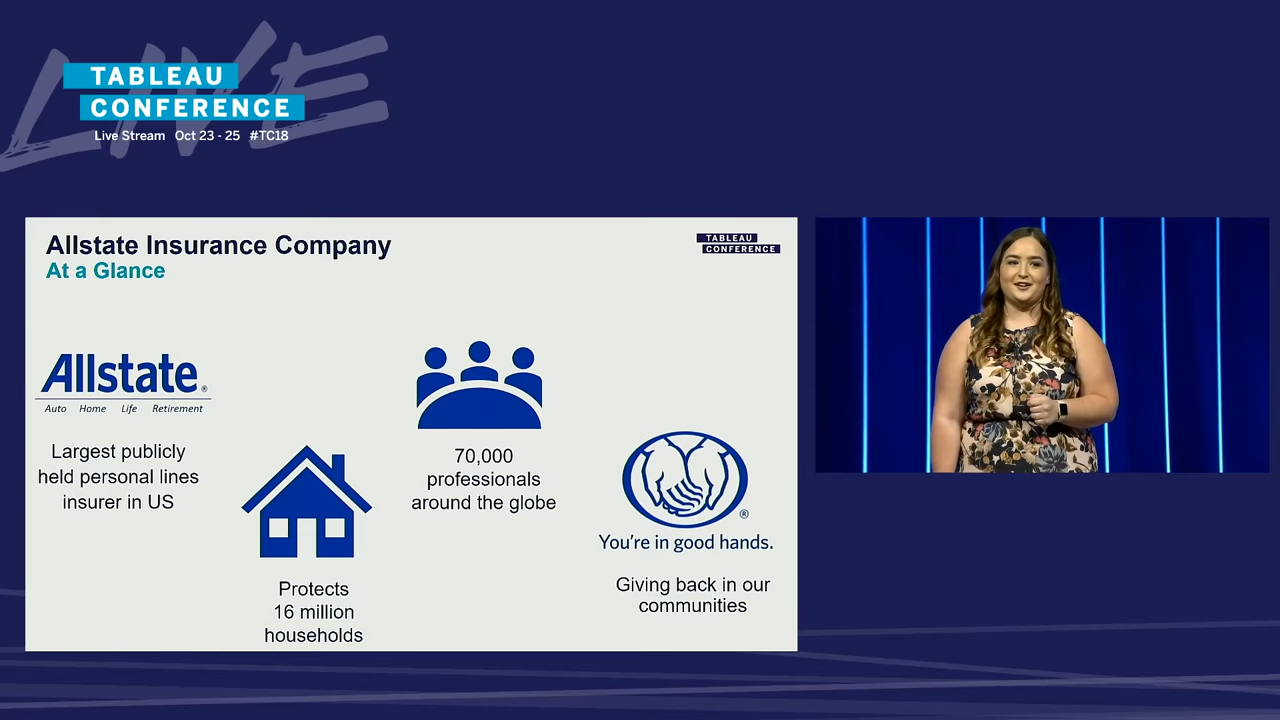 LIVE
TABLEAU
CONFERENCE
Live Stream Oct 23 - 25 #TC18
Allstate Insurance Company
At a Glance
TABLEAU
CONFERENCE
Allstate®
Auto Home Life Retirement
Largest publicly
held personal lines
insurer in US
Protects
16 million
households
70,000
professionals
around the globe
®
You're in good hands.
Giving back in our
communities